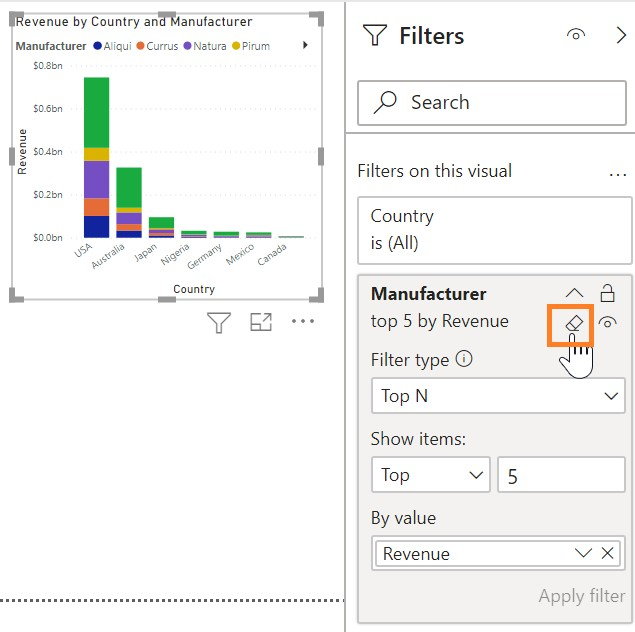 Revenue by Country and Manufacturer
Manufacturer Aliqui Currus Natura Pirum
$0.8bn
$0.6bn
$0.4bn
$0.2bn
$0.0bn
Revenue
USA
Australia
Japan
Nigeria
Germany
Mexico
Canada
Country
...
Filters
Search
Filters on this visual ...
Country
is (All)
Manufacturer
top 5 by Revenue
Filter type
Top N
Show items:
Top 5
By value
Revenue
Apply filter